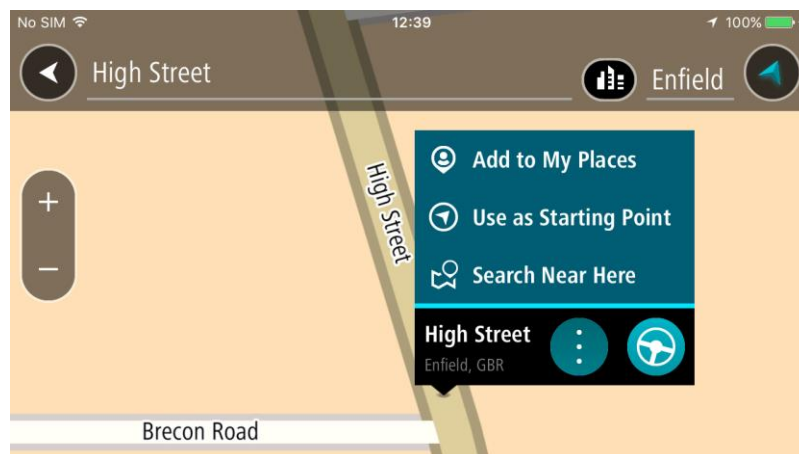 No SIM 12:39 100%
High Street Enfield
+
Add to My Places
High Street
Use as Starting Point
–
Search Near Here
High Street
Enfield, GBR
Brecon Road